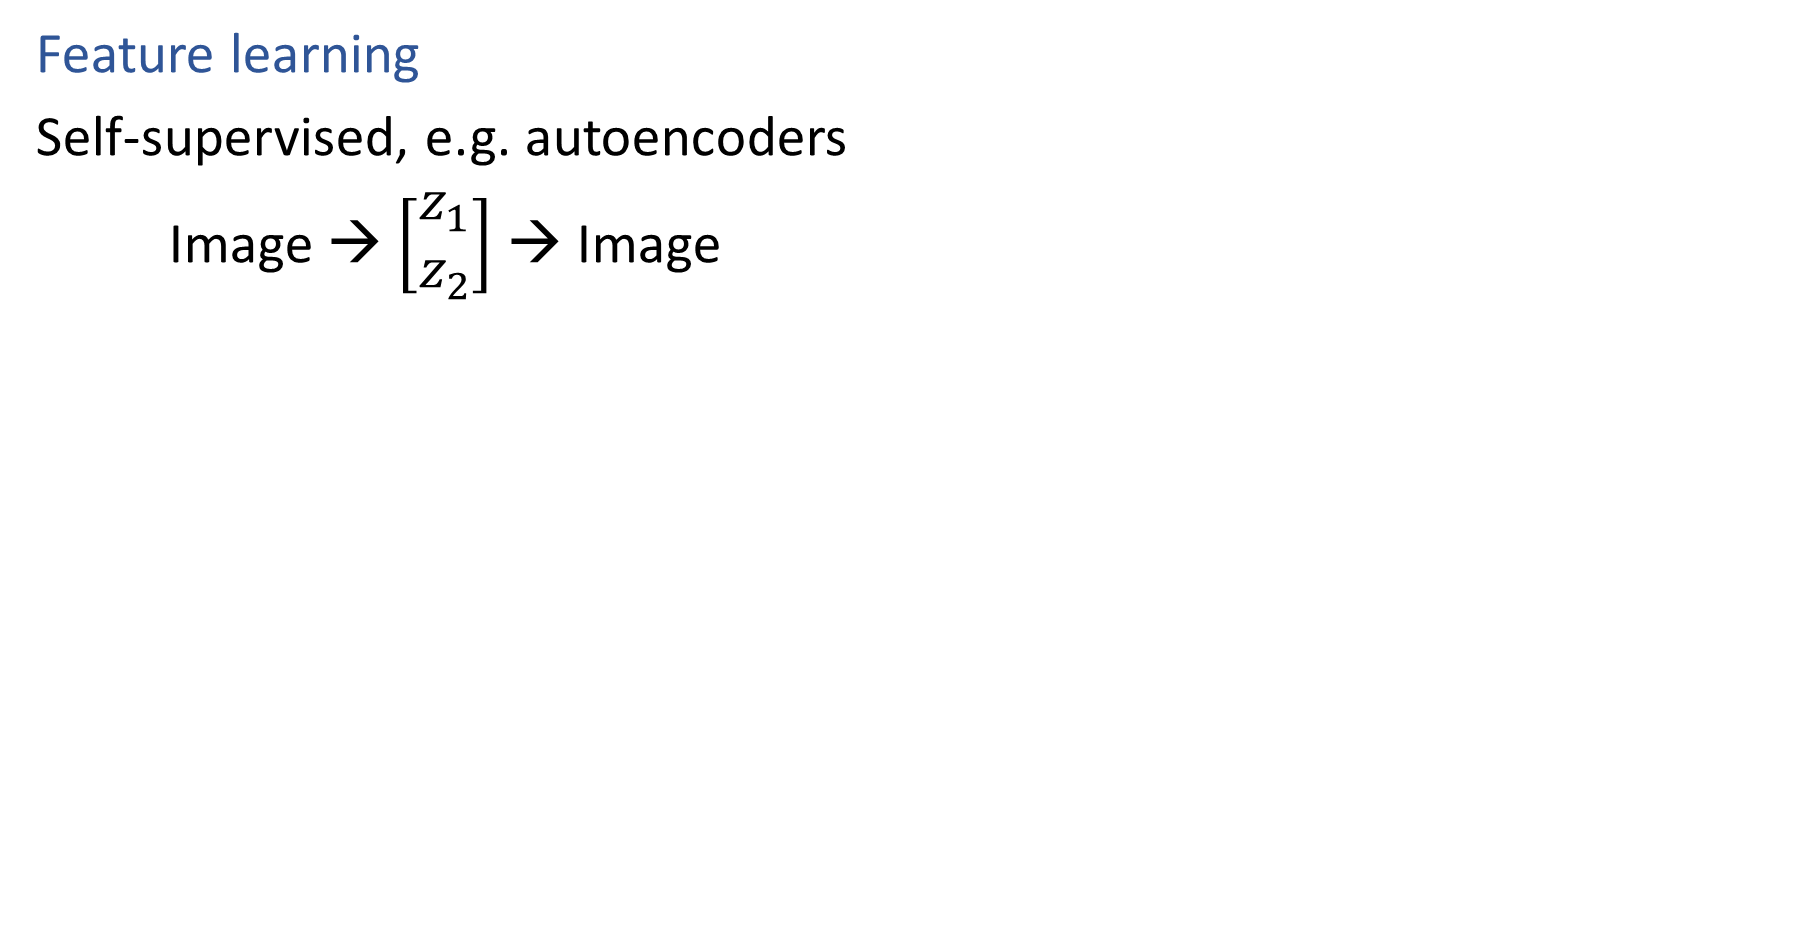 Feature learning
Self-supervised, e.g. autoencoders
Image → [z₁ z₂] → Image